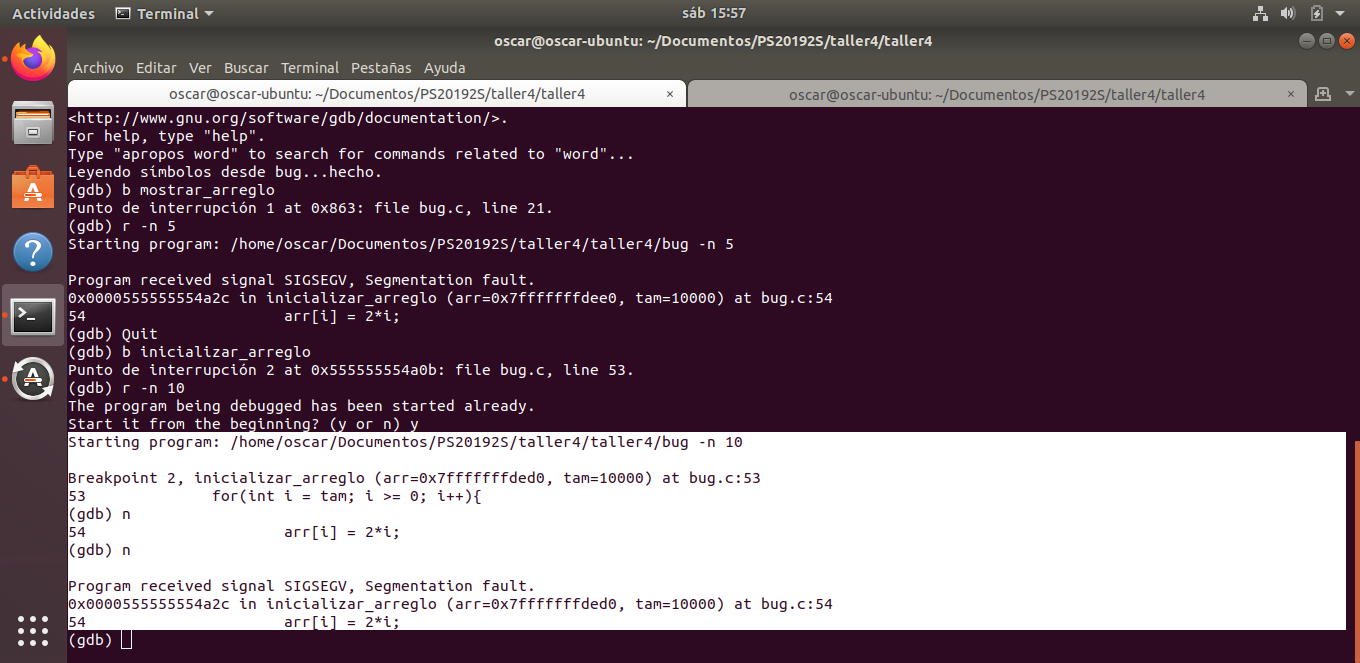 Actividades Terminal sáb 15:57
oscar@oscar-ubuntu: ~/Documentos/PS20192S/taller4/taller4
Archivo Editar Ver Buscar Terminal Pestañas Ayuda
oscar@oscar-ubuntu: ~/Documentos/PS20192S/taller4/taller4 × oscar@oscar-ubuntu: ~/Documentos/PS20192S/taller4/taller4 ×
<http://www.gnu.org/software/gdb/documentation/>.
For help, type "help".
Type "apropos word" to search for commands related to "word"...
Leyendo símbolos desde bug...hecho.
(gdb) b mostrar_arreglo
Punto de interrupción 1 at 0x863: file bug.c, line 21.
(gdb) r -n 5
Starting program: /home/oscar/Documentos/PS20192S/taller4/taller4/bug -n 5
Program received signal SIGSEGV, Segmentation fault.
0x0000555555554a2c in inicializar_arreglo (arr=0x7fffffffdee0, tam=10000) at bug.c:54
54 arr[i] = 2*i;
(gdb) Quit
(gdb) b inicializar_arreglo
Punto de interrupción 2 at 0x555555554a0b: file bug.c, line 53.
(gdb) r -n 10
The program being debugged has been started already.
Start it from the beginning? (y or n) y
Starting program: /home/oscar/Documentos/PS20192S/taller4/taller4/bug -n 10
Breakpoint 2, inicializar_arreglo (arr=0x7fffffffded0, tam=10000) at bug.c:53
53 for(int i = tam; i >= 0; i++){
(gdb) n
54 arr[i] = 2*i;
(gdb) n
Program received signal SIGSEGV, Segmentation fault.
0x0000555555554a2c in inicializar_arreglo (arr=0x7fffffffded0, tam=10000) at bug.c:54
54 arr[i] = 2*i;
(gdb)